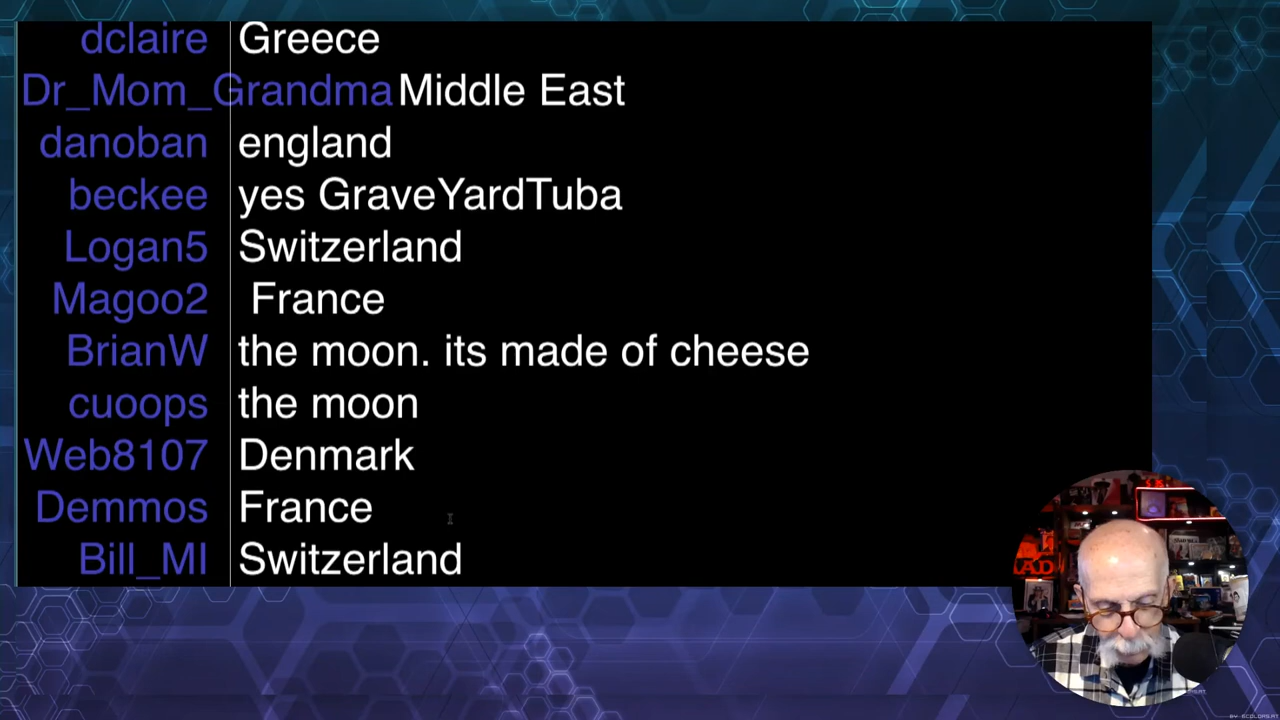 dclaire Greece
Dr_Mom_Grandma Middle East
danoban england
beckee yes GraveYardTuba
Logan5 Switzerland
Magoo2 France
BrianW the moon. its made of cheese
cuoops the moon
Web8107 Denmark
Demmos France
Bill_MI Switzerland